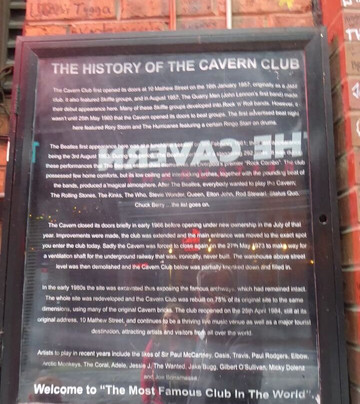 THE HISTORY OF THE CAVERN CLUB
The Cavern Club first opened its doors at 10 Mathew Street on the 16th January 1957, originally as a Jazz
club. It also featured Skiffle groups, and in August 1957, The Quarry Men (John Lennon's first band) made
their debut appearance here. Many of these Skiffle groups developed into Rock 'n' Roll bands. However, it
wasn't until 25th May 1960 that the Cavern opened its doors to beat groups. The first advertised beat night
here featured Rory Storm and The Hurricanes featuring a certain Ringo Starr on drums.
The Beatles first appearance here
being the 3rd August
these performances that premier "Rock Combo". The club
possessed few home comforts, but its low ceiling and interlocking arches, together with the pounding beat of
the bands, produced a magical atmosphere. After The Beatles, everybody wanted to play the Cavern;
The Rolling Stones, The Kinks, The Who, Stevie Wonder, Queen, Elton John, Rod Stewart, Status Quo,
Chuck Berry ... the list goes on.
The Cavern closed its doors briefly in early 1966 before opening under new ownership in the July of that
year. Improvements were made, the club was extended and the main entrance was moved to the exact spot
you enter the club today. Sadly the Cavern was forced to close again on the 27th May 1973 to make way for
a ventilation shaft for the underground railway that was, ironically, never built. The warehouse above street
level was then demolished and the Cavern Club below was partially and filled in.
In the early 1980s the site was excavated thus exposing the famous archways, which had remained intact.
The whole site was redeveloped and the Cavern Club was rebuilt on 75% of its original site to the same
dimensions, using many of the original Cavern bricks. The club reopened on the 26th April 1984, still at its
original address, 10 Mathew Street, and continues to be a thriving live music venue as well as a major tourist
destination, attracting artists and visitors from all over the world.
Artists to play in recent years include the likes of Sir Paul McCartney, Oasis, Travis, Paul Rodgers, Elbow,
Arctic Monkeys, The Coral, Adele, Jessie J, The Wanted, Jake Bugg, Gilbert O'Sullivan, Micky Dolenz
and Joe Bonamassa
Welcome to "The Most Famous Club In The World".